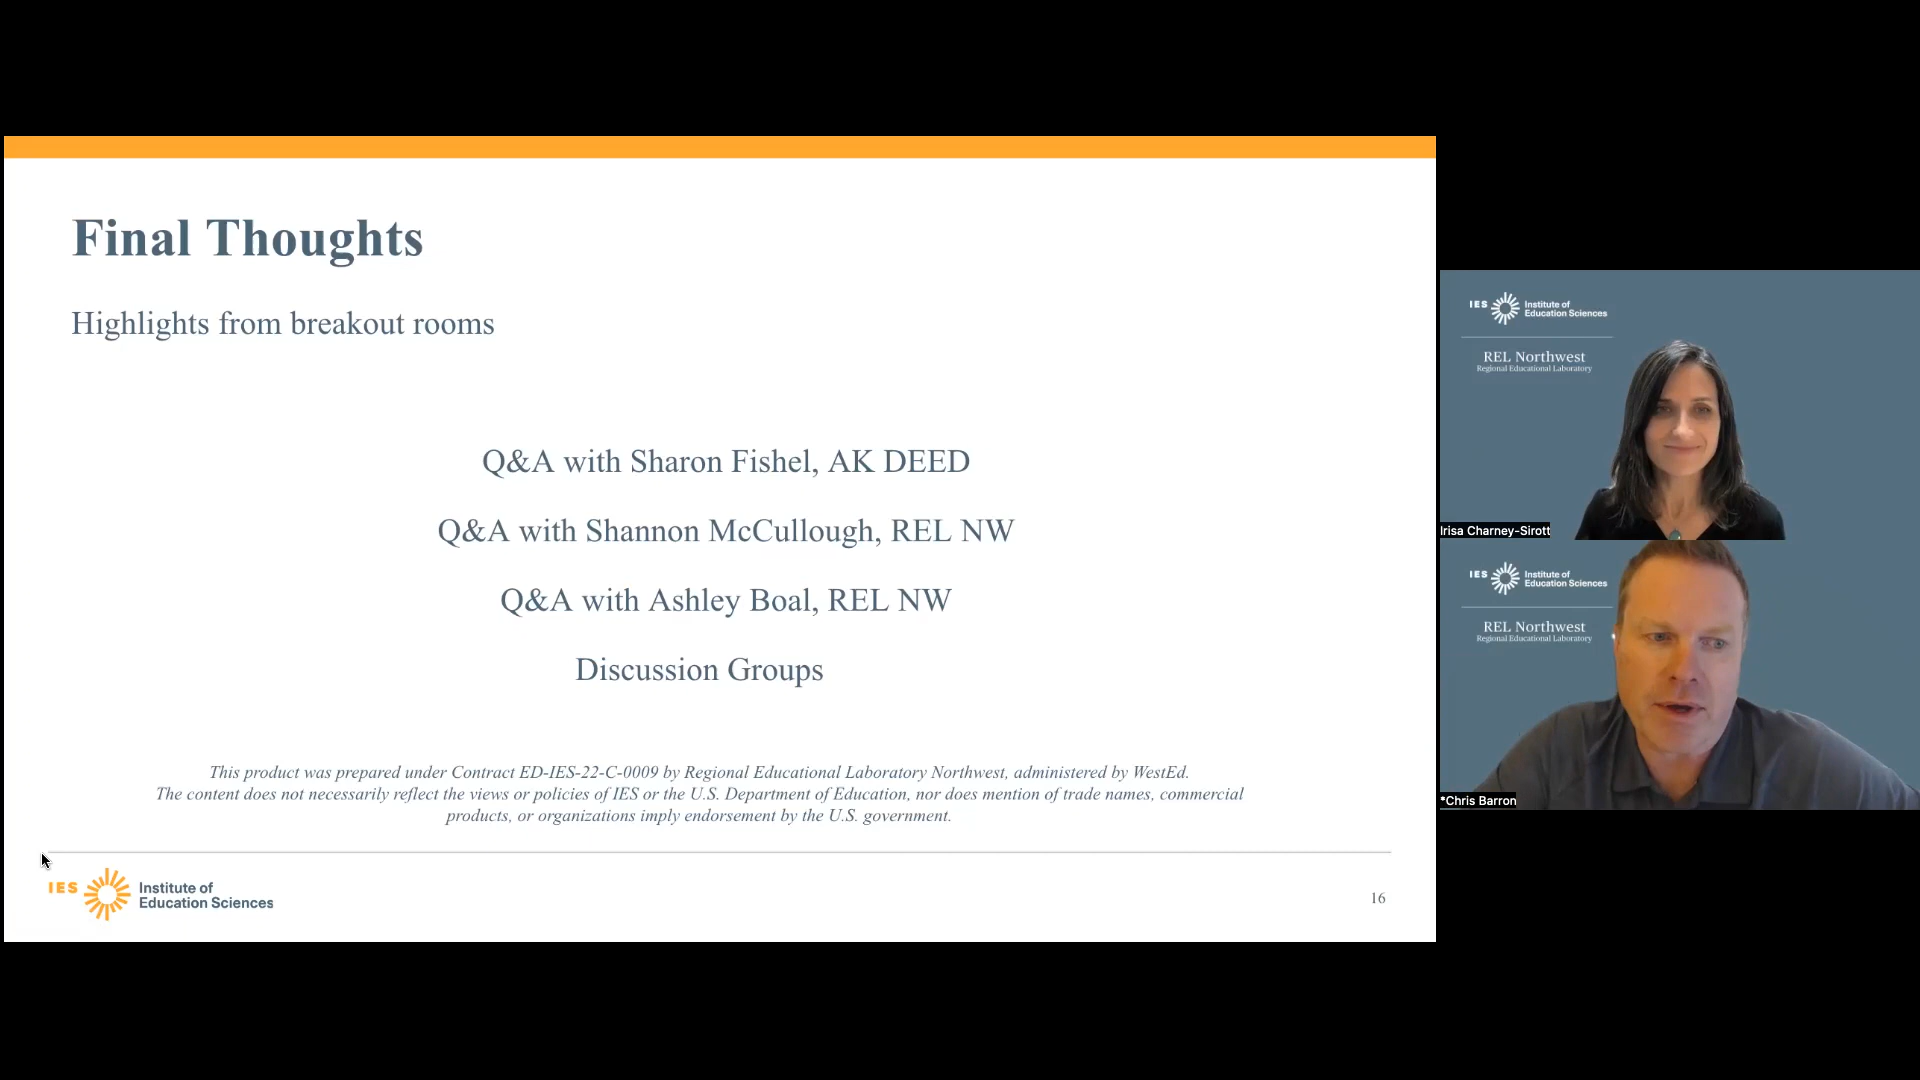 Final Thoughts
Highlights from breakout rooms
Q&A with Sharon Fishel, AK DEED
Q&A with Shannon McCullough, REL NW
Q&A with Ashley Boal, REL NW
Discussion Groups
This product was prepared under Contract ED-IES-22-C-0009 by Regional Educational Laboratory Northwest, administered by WestEd.
The content does not necessarily reflect the views or policies of IES or the U.S. Department of Education, nor does mention of trade names, commercial
products, or organizations imply endorsement by the U.S. government.
IES Institute of
Education Sciences
16
IES Institute of
Education Sciences
REL Northwest
Regional Educational Laboratory
Irisa Charney-Sirott
IES Institute of
Education Sciences
REL Northwest
Regional Educational Laboratory
*Chris Barron